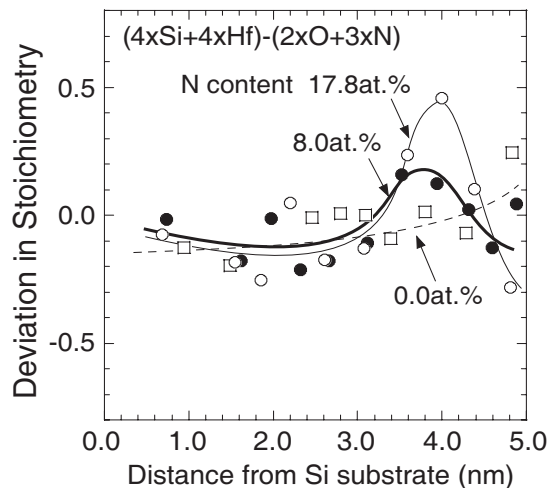 (4xSi+4xHf)-(2xO+3xN)
N content 17.8at.%
8.0at.%
0.0at.%
0.5
0.0
-0.5
Deviation in Stoichiometry
0.0 1.0 2.0 3.0 4.0 5.0
Distance from Si substrate (nm)